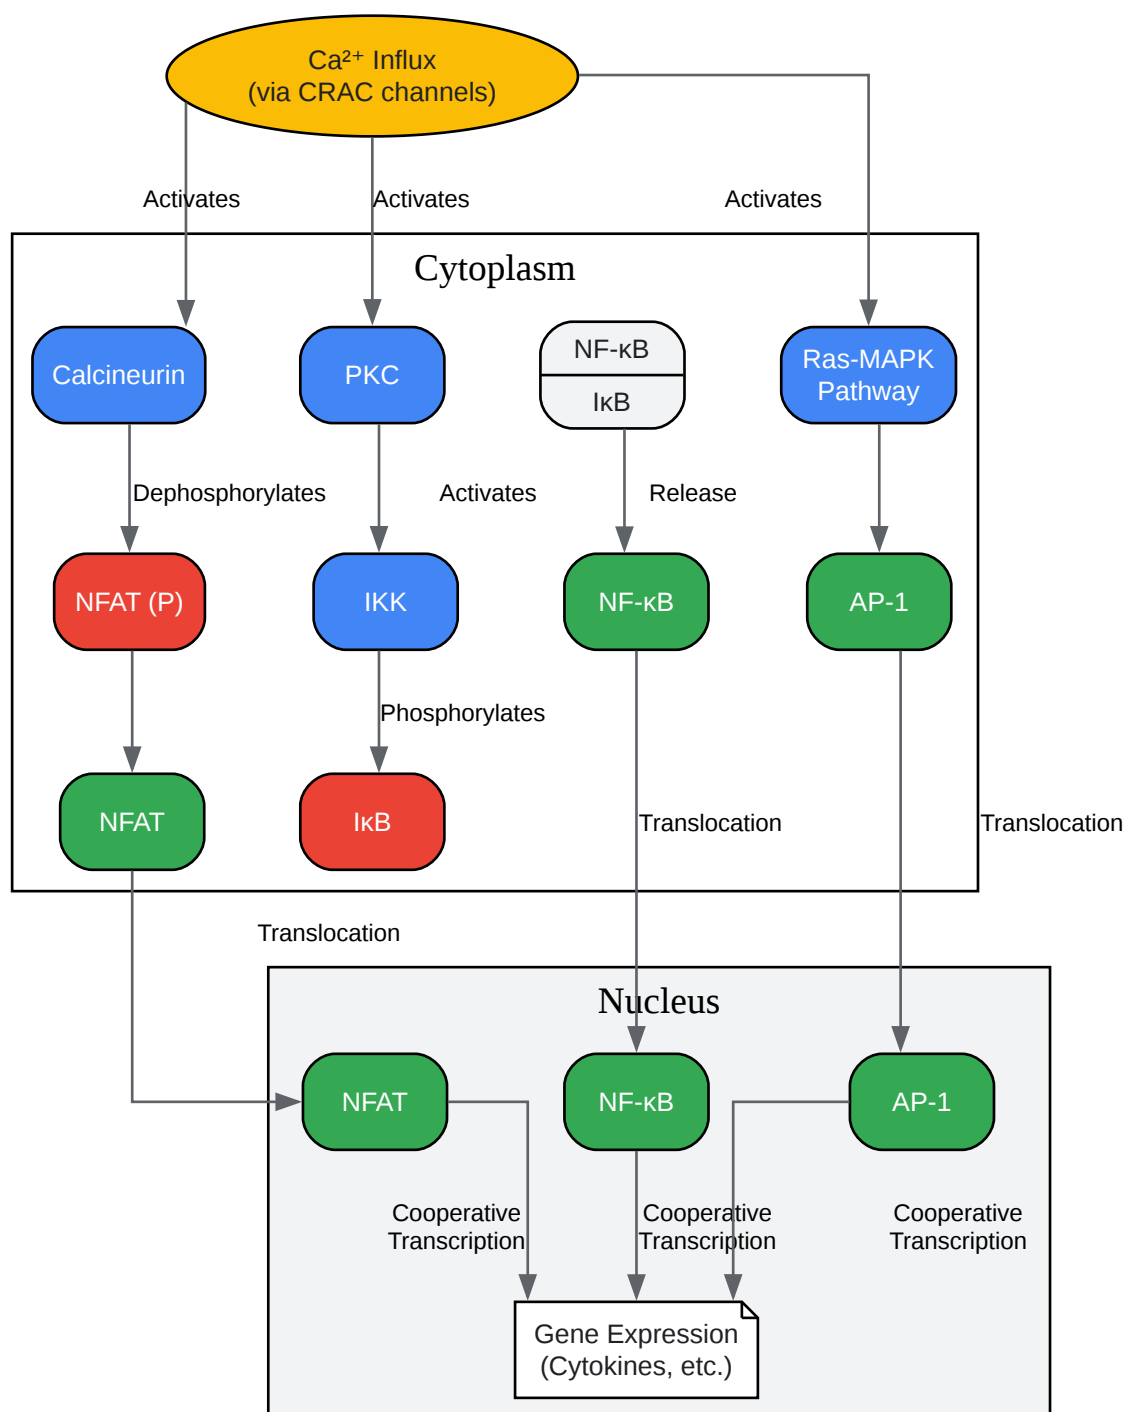 Ca²⁺ Influx
(via CRAC channels)
Activates
Activates
Activates
Cytoplasm
Calcineurin
PKC
NF-κB
IκB
Ras-MAPK
Pathway
Dephosphorylates
Activates
Release
NFAT (P)
IKK
NF-κB
AP-1
Phosphorylates
NFAT
IκB
Translocation
Translocation
Translocation
Nucleus
NFAT
NF-κB
AP-1
Cooperative
Transcription
Cooperative
Transcription
Cooperative
Transcription
Gene Expression
(Cytokines, etc.)